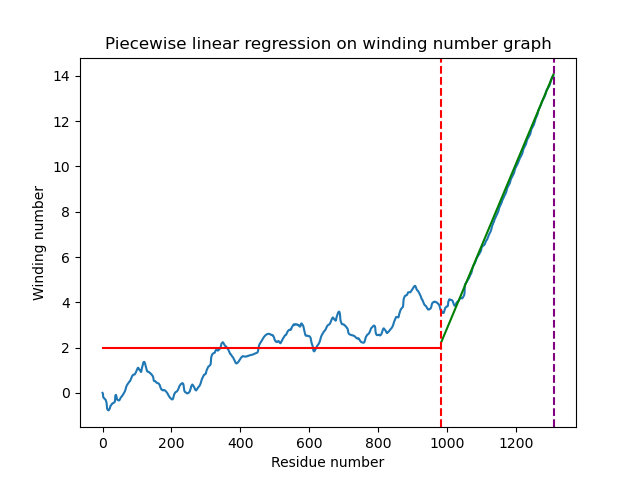 Piecewise linear regression on winding number graph
Winding number
14
12
10
8
6
4
2
0
0 200 400 600 800 1000 1200
Residue number